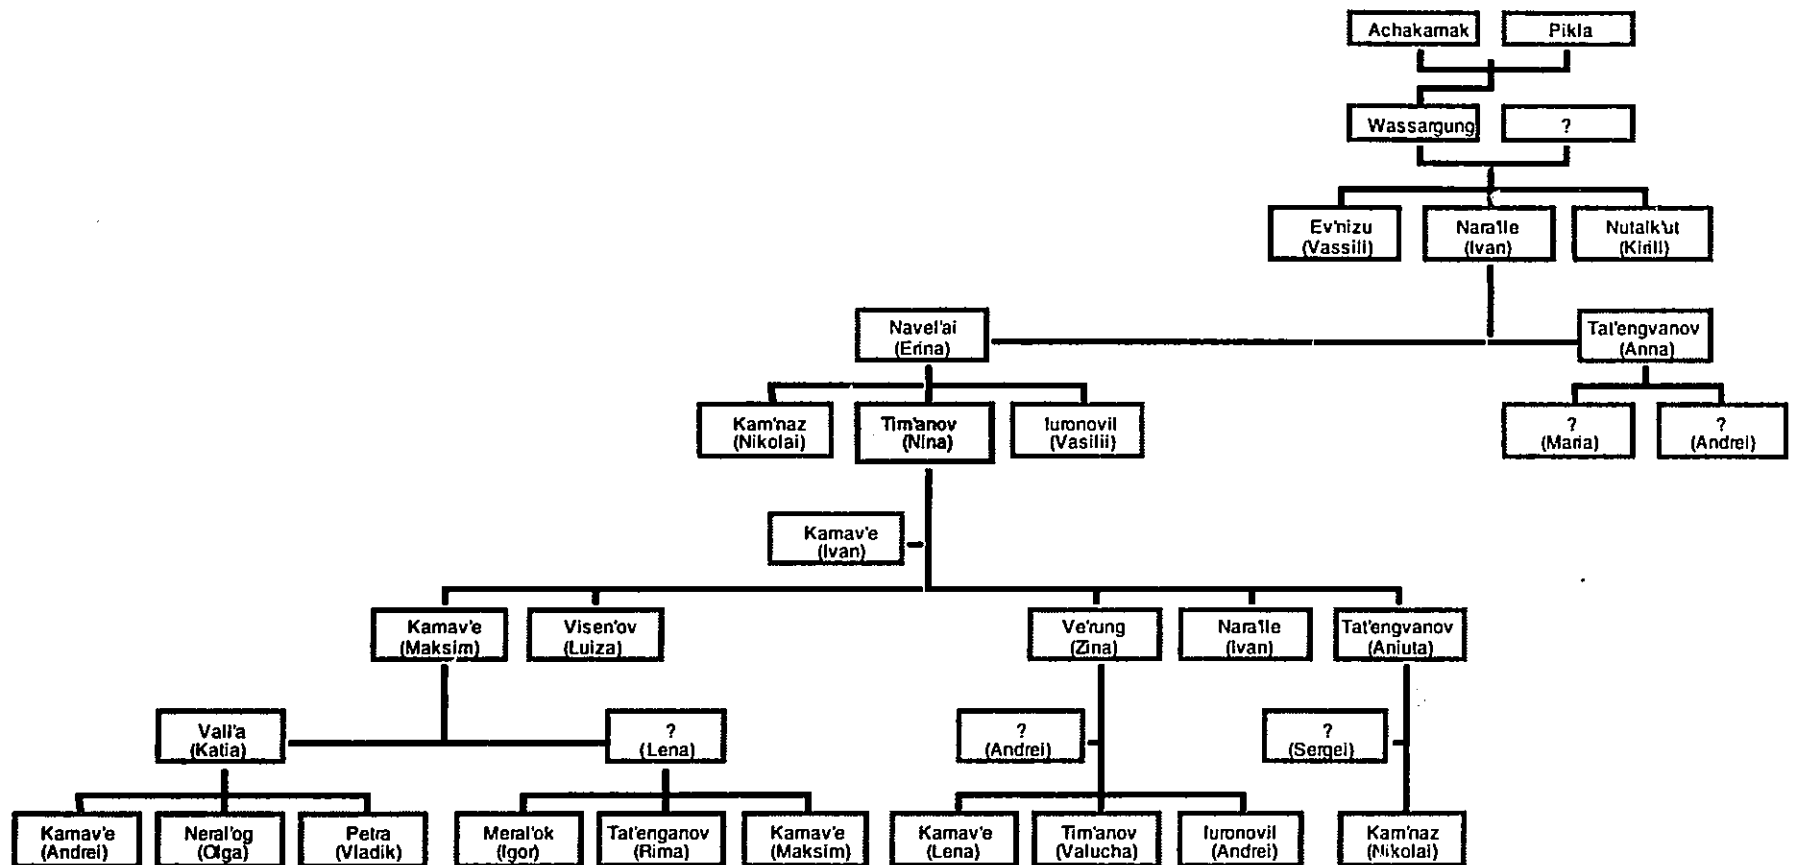 Achakamak
Pikla
Wassargung
?
Ev'nizu
(Vassili)
Nara'lle
(Ivan)
Nutalk'ut
(Kirill)
Navel'ai
(Erina)
Tat'engvanov
(Anna)
Kam'naz
(Nikolai)
Tim'anov
(Nina)
Iuronovil
(Vasilii)
?
(Maria)
?
(Andrei)
Kamav'e
(Ivan)
Kamav'e
(Maksim)
Visen'ov
(Luiza)
Ve'rung
(Zina)
Nara'lle
(Ivan)
Tat'engvanov
(Aniuta)
Vall'a
(Katia)
?
(Lena)
?
(Andrei)
?
(Sergei)
Kamav'e
(Andrei)
Neral'og
(Olga)
Petra
(Vladik)
Meral'ok
(Igor)
Tat'enganov
(Rima)
Kamav'e
(Maksim)
Kamav'e
(Lena)
Tim'anov
(Valucha)
Iuronovil
(Andrei)
Kam'naz
(Nikolai)